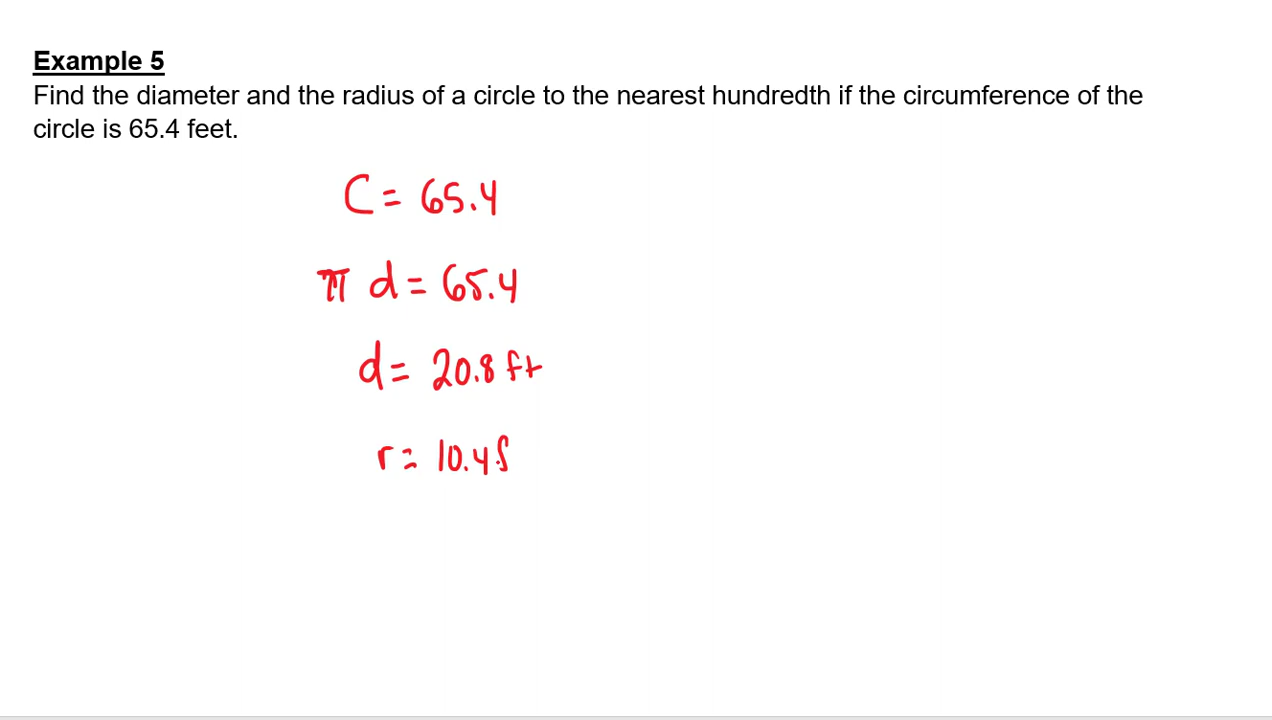 Example 5
Find the diameter and the radius of a circle to the nearest hundredth if the circumference of the
circle is 65.4 feet.
C = 65.4
π d = 65.4
d = 20.8 ft
r = 10.4 f